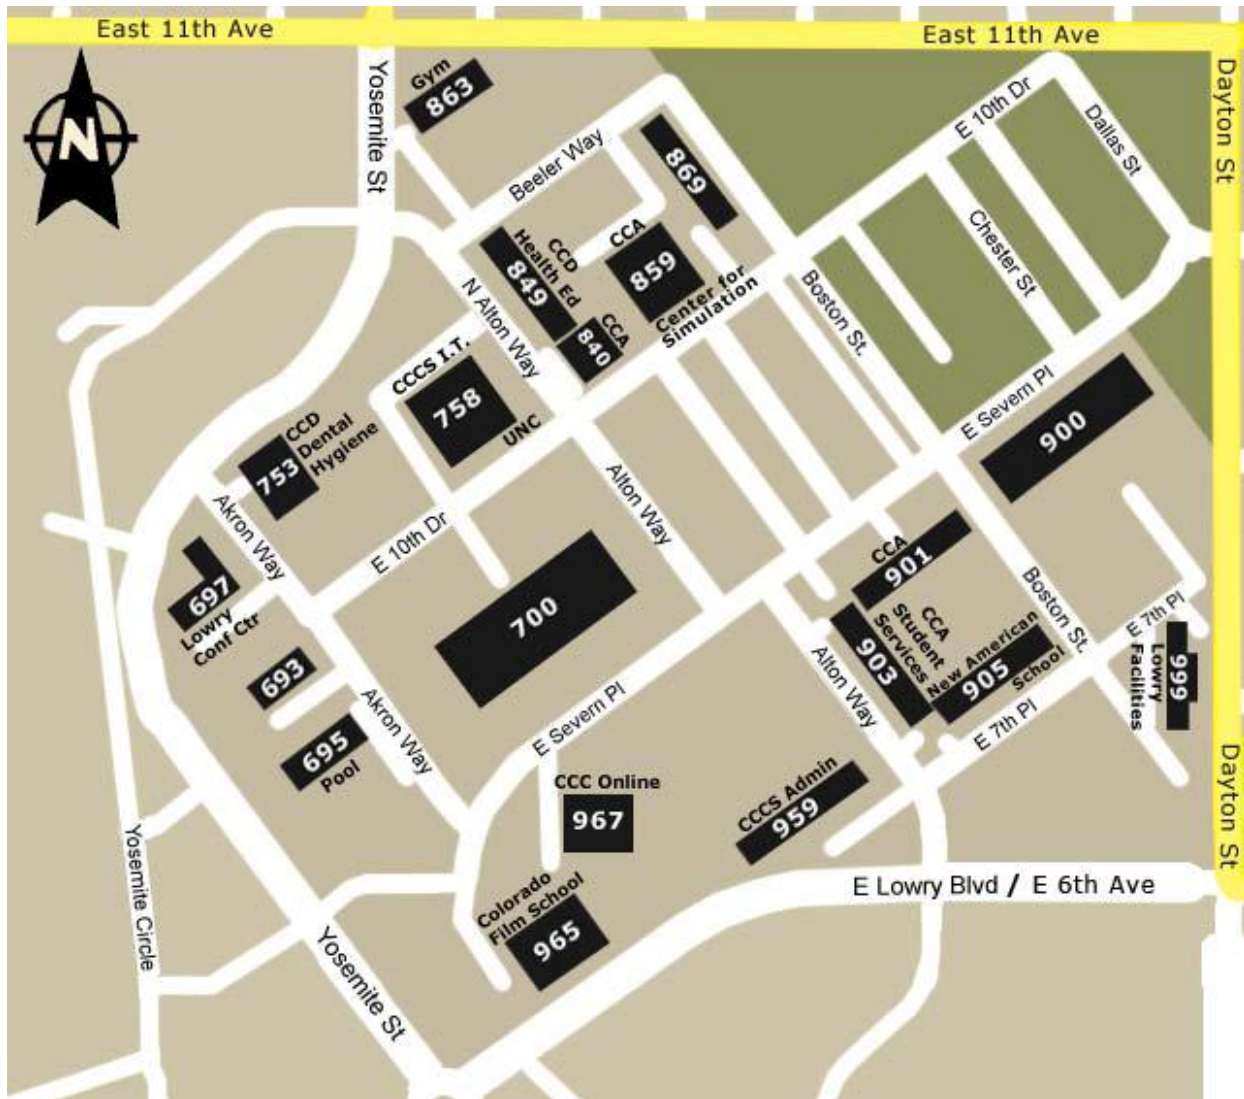 East 11th Ave
East 11th Ave
N
Yosemite St
Gym
863
Beeler Way
869
E 10th Dr
Dallas St
Dayton St
CCD
Health Ed
849
CCA
859
Center for
Simulation
CCA
840
N Alton Way
Chester St
Boston St.
CCCS I.T.
758
UNC
CCD
Dental
Hygiene
753
E Severn Pl
900
Akron Way
E 10th Dr
Alton Way
CCA
901
697
Lowry
Conf Ctr
700
CCA
Student
Services
903
New American
School
905
Boston St.
E 7th Pl
Lowry
Facilities
999
693
Akron Way
E Severn Pl
Alton Way
E 7th Pl
695
Pool
CCC Online
967
CCCS Admin
959
Dayton St
Yosemite Circle
Colorado
Film School
965
E Lowry Blvd / E 6th Ave
Yosemite St